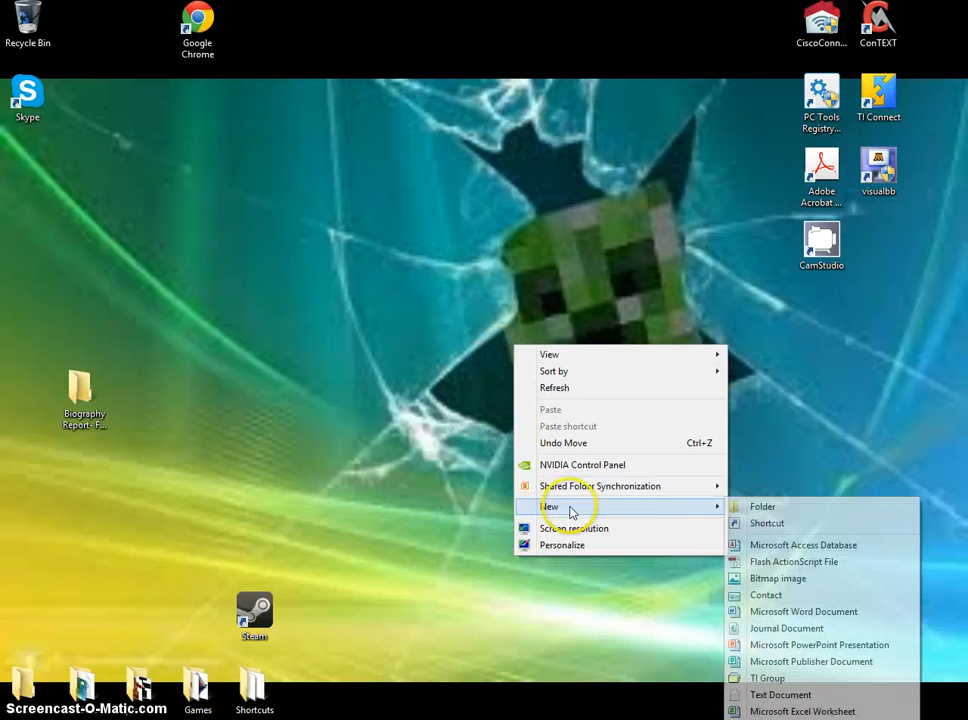 Recycle Bin
Google
Chrome
CiscoConn...
ConTEXT
Skype
PC Tools
Registry...
TI Connect
Adobe
Acrobat ...
visualbb
CamStudio
Biography
Report- F...
View
Sort by
Refresh
Paste
Paste shortcut
Undo Move Ctrl+Z
NVIDIA Control Panel
Shared Folder Synchronization
New
Screen resolution
Personalize
Folder
Shortcut
Microsoft Access Database
Flash ActionScript File
Bitmap image
Contact
Microsoft Word Document
Journal Document
Microsoft PowerPoint Presentation
Microsoft Publisher Document
TI Group
Text Document
Microsoft Excel Worksheet
Steam
Games
Shortcuts
Screencast-O-Matic.com